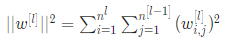 ||w^{[l]}||^2 = \sum_{i=1}^{n^l} \sum_{j=1}^{n^{[l-1]}} (w_{i,j}^{[l]})^2